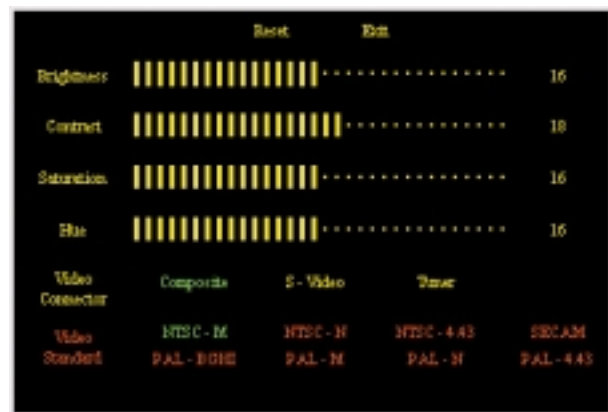 Reset Exit
Brightness 16
Contrast 18
Saturation 16
Hue 16
Video Connector Composite S-Video Tuner
Video Standard NTSC-M NTSC-N NTSC-4.43 SECAM
PAL-BGHI PAL-M PAL-N PAL-4.43